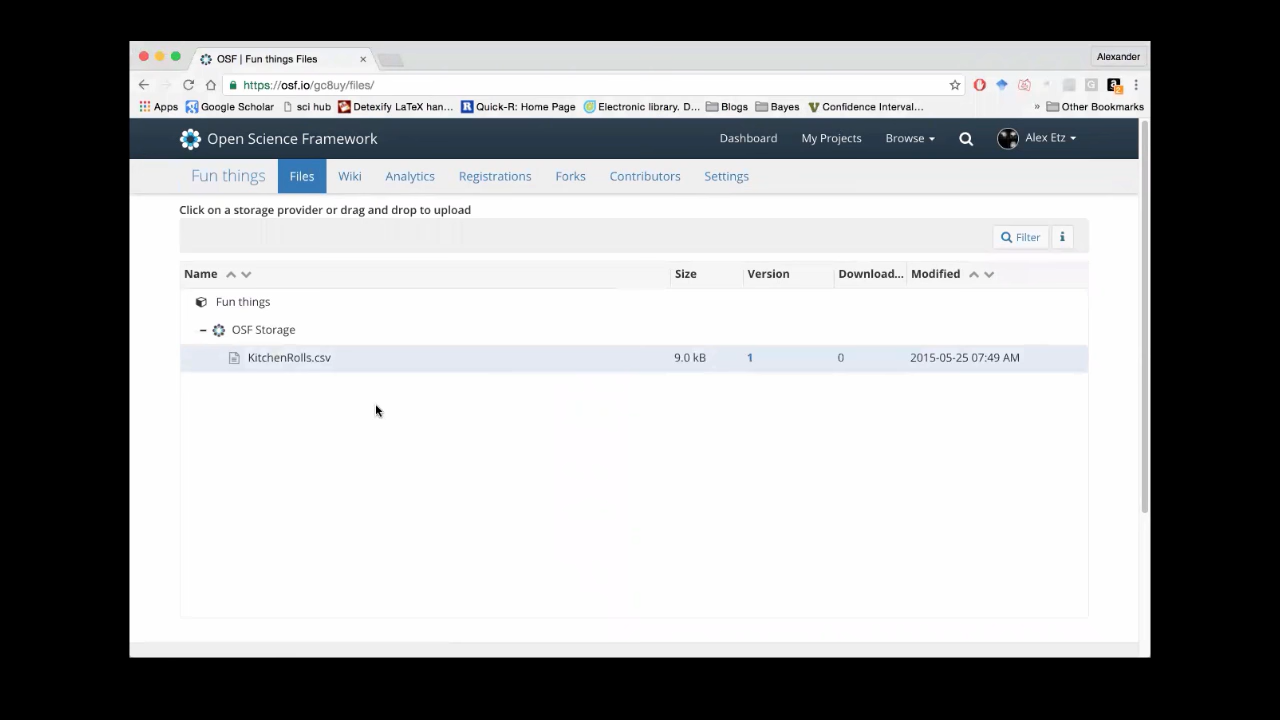 OSF | Fun things Files
Alexander
https://osf.io/gc8uy/files/
Apps Google Scholar sci hub Detexify LaTeX han... Quick-R: Home Page Electronic library. D... Blogs Bayes Confidence Interval... » Other Bookmarks
Open Science Framework Dashboard My Projects Browse Alex Etz
Fun things Files Wiki Analytics Registrations Forks Contributors Settings
Click on a storage provider or drag and drop to upload
Filter i
Name Size Version Download... Modified
Fun things
OSF Storage
KitchenRolls.csv 9.0 kB 1 0 2015-05-25 07:49 AM